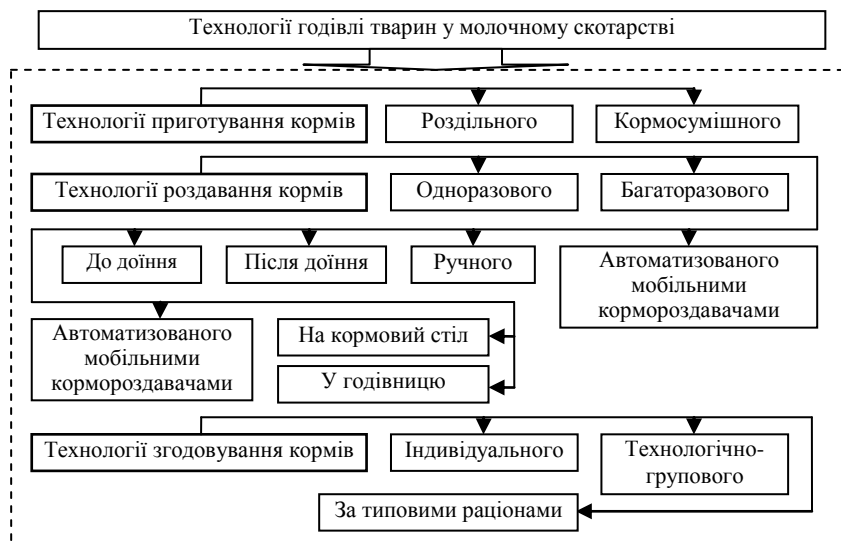 Технології годівлі тварин у молочному скотарстві
Технології приготування кормів
Роздільного
Кормосумішного
Технології роздавання кормів
Одноразового
Багаторазового
До доїння
Після доїння
Ручного
Автоматизованого
мобільними
кормороздавачами
Автоматизованого
мобільними
кормороздавачами
На кормовий стіл
У годівницю
Технології згодовування кормів
Індивідуального
Технологічно-
групового
За типовими раціонами